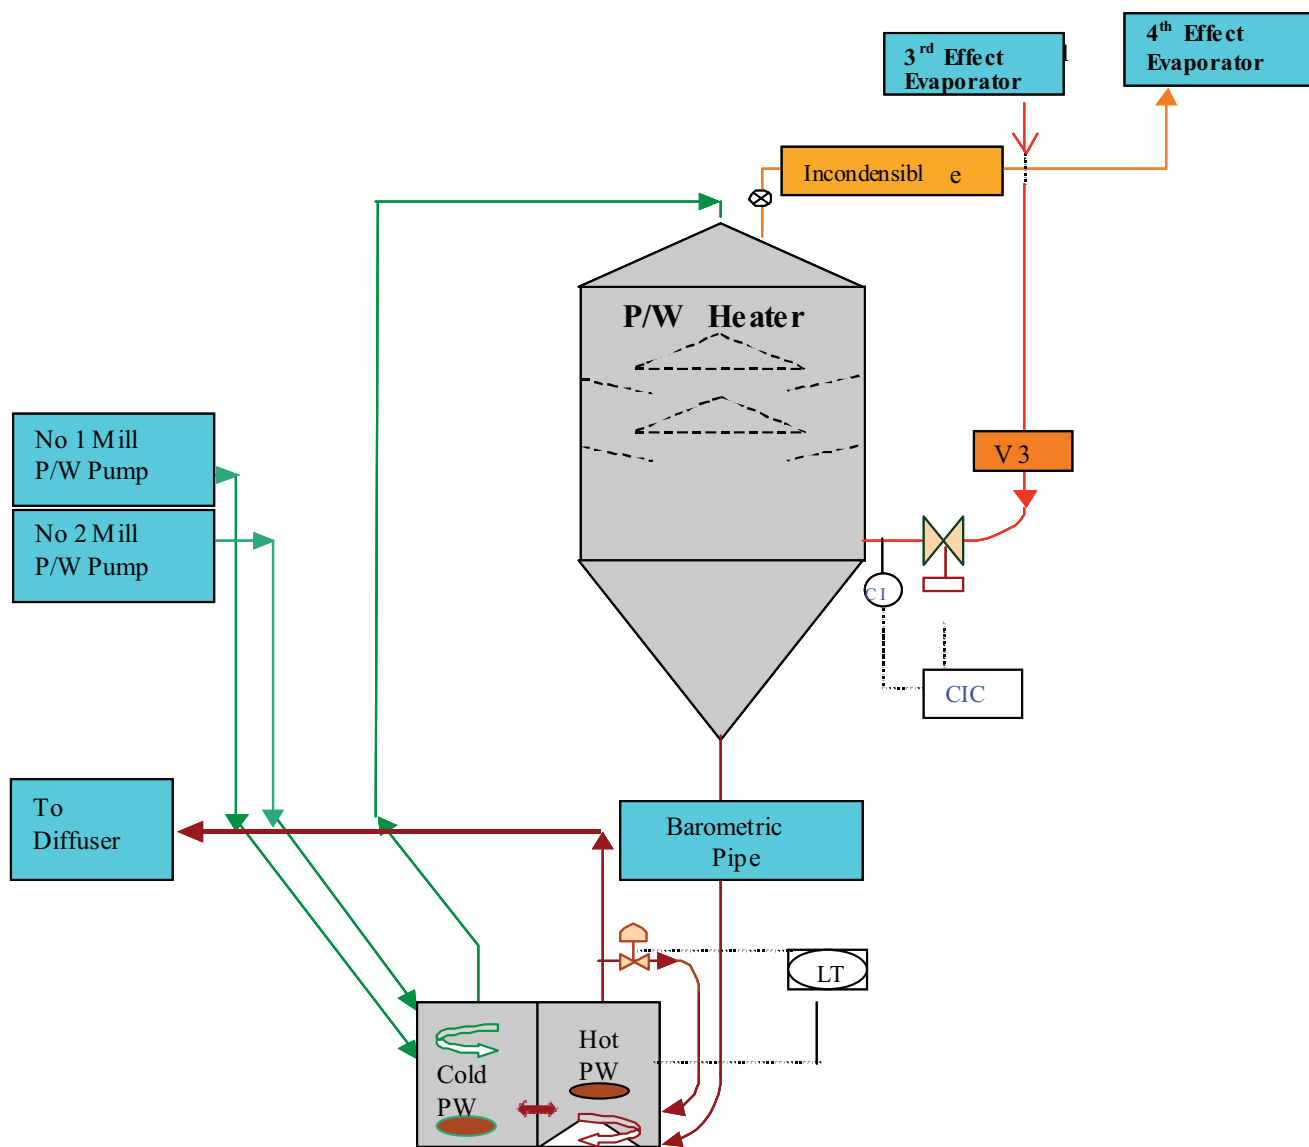 4th Effect
Evaporator
3rd Effect
Evaporator
Incondensibl e
P/W Heater
No 1 Mill
P/W Pump
V 3
No 2 Mill
P/W Pump
CI
CIC
To
Diffuser
Barometric
Pipe
LT
Hot
PW
Cold
PW